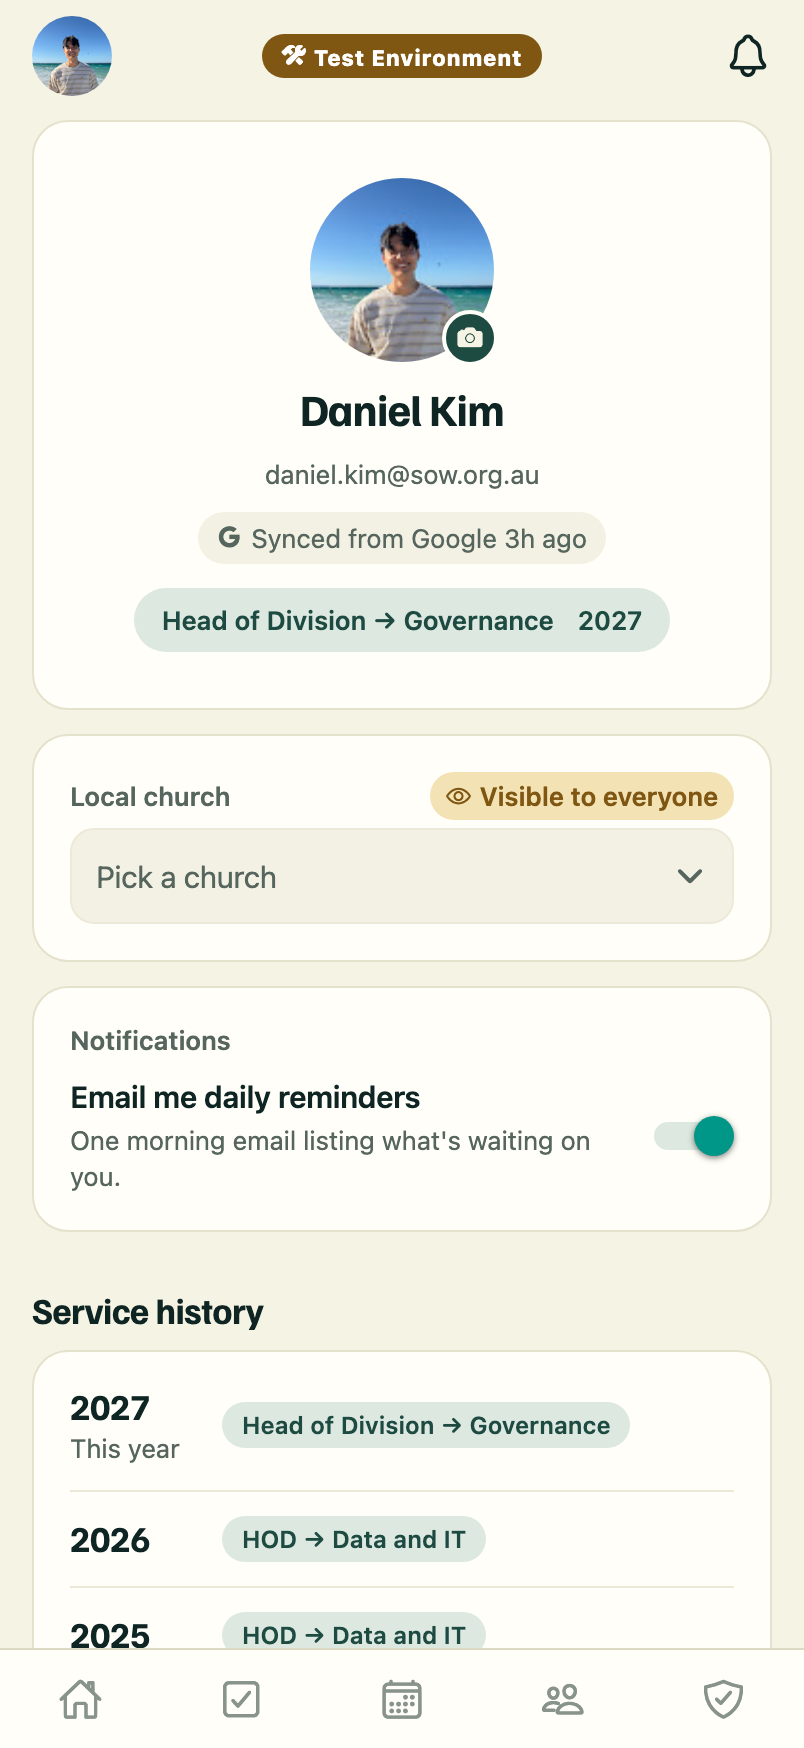 Test Environment
Daniel Kim
daniel.kim@sow.org.au
G Synced from Google 3h ago
Head of Division → Governance 2027
Local church
Visible to everyone
Pick a church
Notifications
Email me daily reminders
One morning email listing what's waiting on
you.
Service history
2027
Head of Division → Governance
This year
2026
HOD → Data and IT
2025
HOD → Data and IT